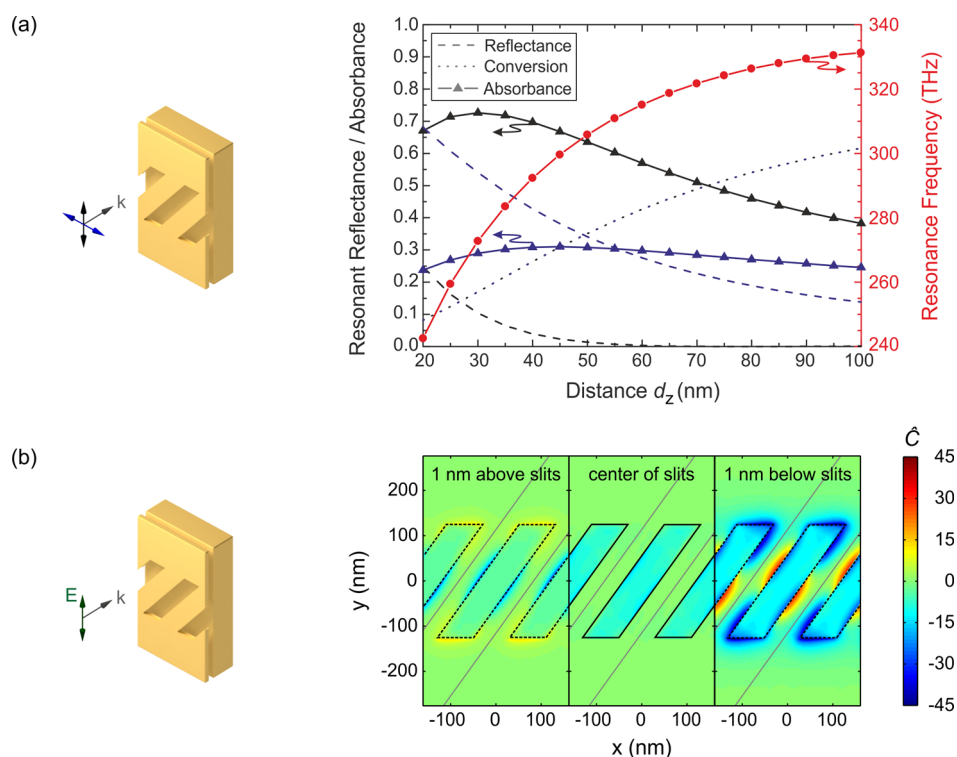 (a)
k
Resonant Reflectance / Absorbance
1.0
0.9
0.8
0.7
0.6
0.5
0.4
0.3
0.2
0.1
0.0
Reflectance
Conversion
Absorbance
20 30 40 50 60 70 80 90 100
Distance dz (nm)
340
320
300
280
260
240
Resonance Frequency (THz)
(b)
E
k
y (nm)
200
100
0
-100
-200
1 nm above slits
center of slits
1 nm below slits
-100 0 100 -100 0 100 -100 0 100
x (nm)
Ĉ
45
30
15
0
-15
-30
-45